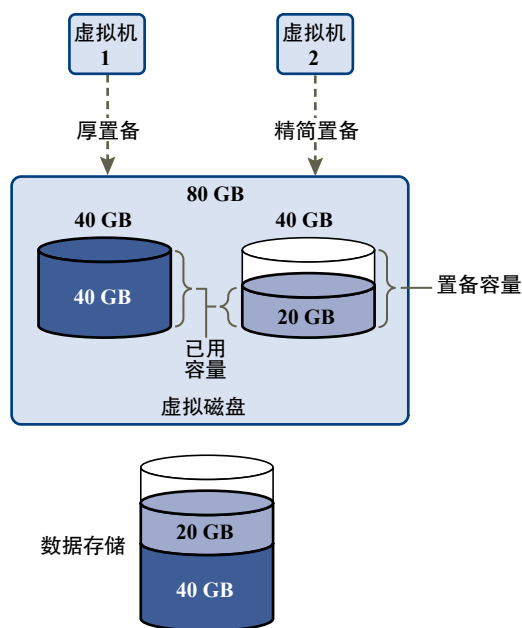 虚拟机
1
虚拟机
2
厚置备
精简置备
80 GB
40 GB
40 GB
40 GB
20 GB
置备容量
已用
容量
虚拟磁盘
数据存储
20 GB
40 GB